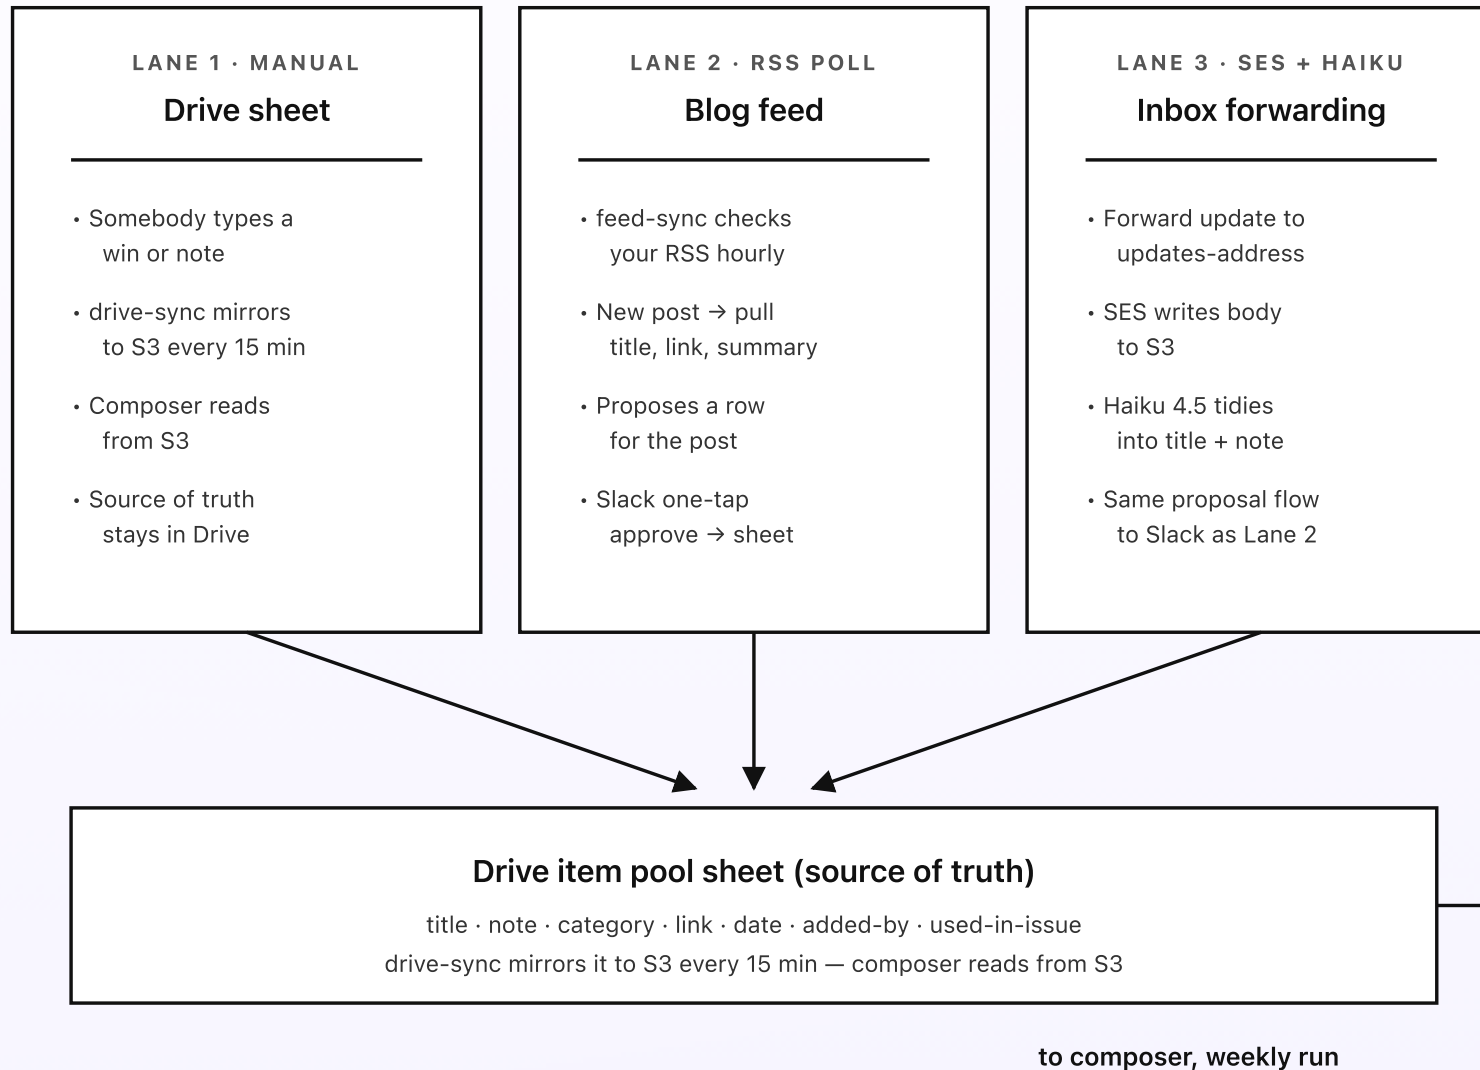 LANE 1 · MANUAL
Drive sheet
• Somebody types a
win or note
• drive-sync mirrors
to S3 every 15 min
• Composer reads
from S3
• Source of truth
stays in Drive
LANE 2 · RSS POLL
Blog feed
• feed-sync checks
your RSS hourly
• New post → pull
title, link, summary
• Proposes a row
for the post
• Slack one-tap
approve → sheet
LANE 3 · SES + HAIKU
Inbox forwarding
• Forward update to
updates-address
• SES writes body
to S3
• Haiku 4.5 tidies
into title + note
• Same proposal flow
to Slack as Lane 2
Drive item pool sheet (source of truth)
title · note · category · link · date · added-by · used-in-issue
drive-sync mirrors it to S3 every 15 min — composer reads from S3
to composer, weekly run